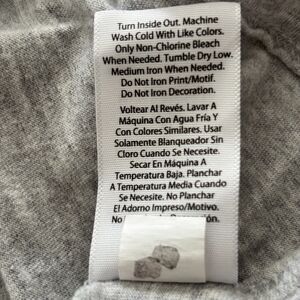 Turn Inside Out. Machine
Wash Cold With Like Colors.
Only Non-Chlorine Bleach
When Needed. Tumble Dry Low.
Medium Iron When Needed.
Do Not Iron Print/Motif.
Do Not Iron Decoration.
Voltear Al Revés. Lavar A
Máquina Con Agua Fría Y
Con Colores Similares. Usar
Solamente Blanqueador Sin
Cloro Cuando Se Necesite.
Secar En Máquina A
Temperatura Baja. Planchar
A Temperatura Media Cuando
Se Necesite. No Planchar
El Adorno Impreso/Motivo.